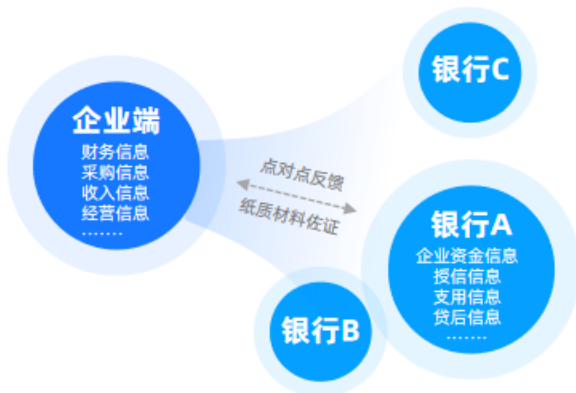 企业端
财务信息
采购信息
收入信息
经营信息
.......
点对点反馈
纸质材料佐证
银行C
银行A
企业资金信息
授信信息
支用信息
贷后信息
.......
银行B